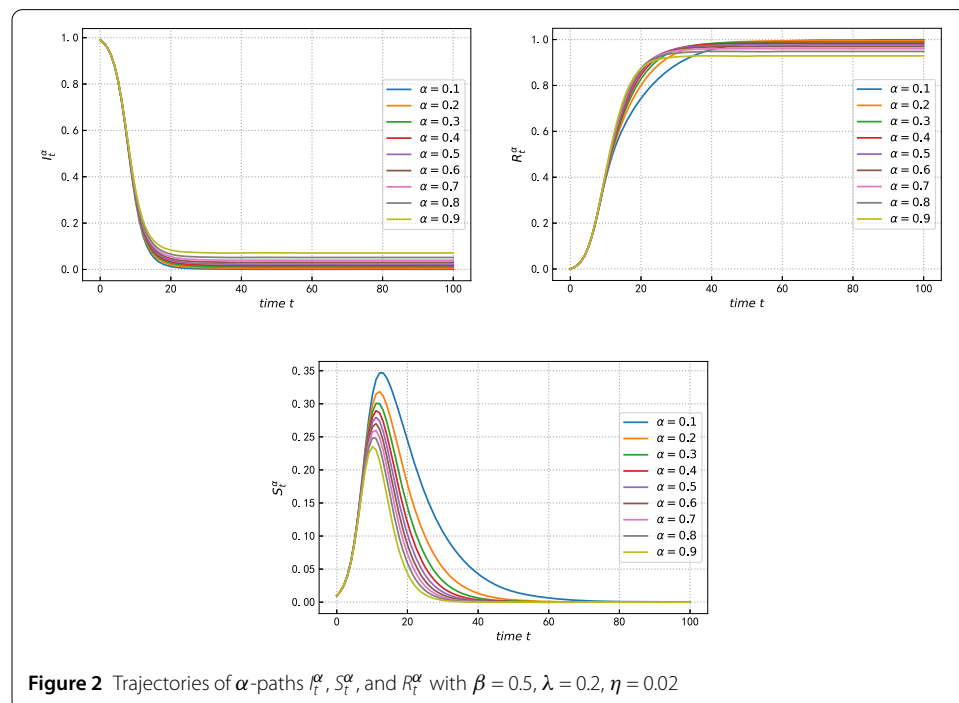 1. 0
0. 8
0. 6
0. 4
0. 2
0. 0
I_t^α
0
20
40
60
80
100
time t
α = 0.1
α = 0.2
α = 0.3
α = 0.4
α = 0.5
α = 0.6
α = 0.7
α = 0.8
α = 0.9
1. 0
0. 8
0. 6
0. 4
0. 2
0. 0
R_t^α
0
20
40
60
80
100
time t
α = 0.1
α = 0.2
α = 0.3
α = 0.4
α = 0.5
α = 0.6
α = 0.7
α = 0.8
α = 0.9
0. 35
0. 30
0. 25
0. 20
0. 15
0. 10
0. 05
0. 00
S_t^α
0
20
40
60
80
100
time t
α = 0.1
α = 0.2
α = 0.3
α = 0.4
α = 0.5
α = 0.6
α = 0.7
α = 0.8
α = 0.9
Figure 2 Trajectories of α-paths I_t^α, S_t^α, and R_t^α with β = 0.5, λ = 0.2, η = 0.02